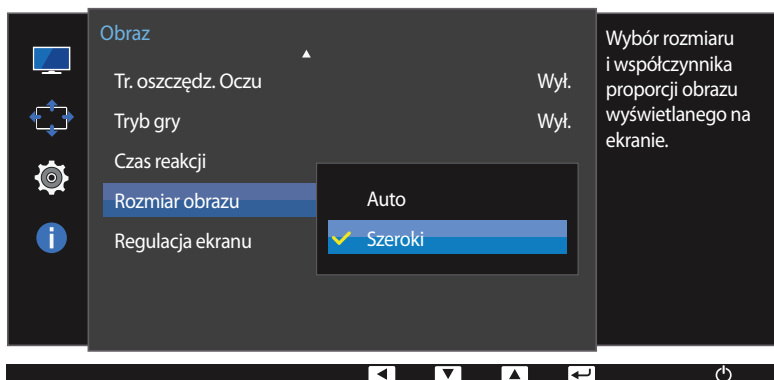 Obraz
Tr. oszczędz. Oczu Wył.
Tryb gry Wył.
Czas reakcji
Rozmiar obrazu
Auto
Szeroki
Regulacja ekranu
Wybór rozmiaru
i współczynnika
proporcji obrazu
wyświetlanego na
ekranie.